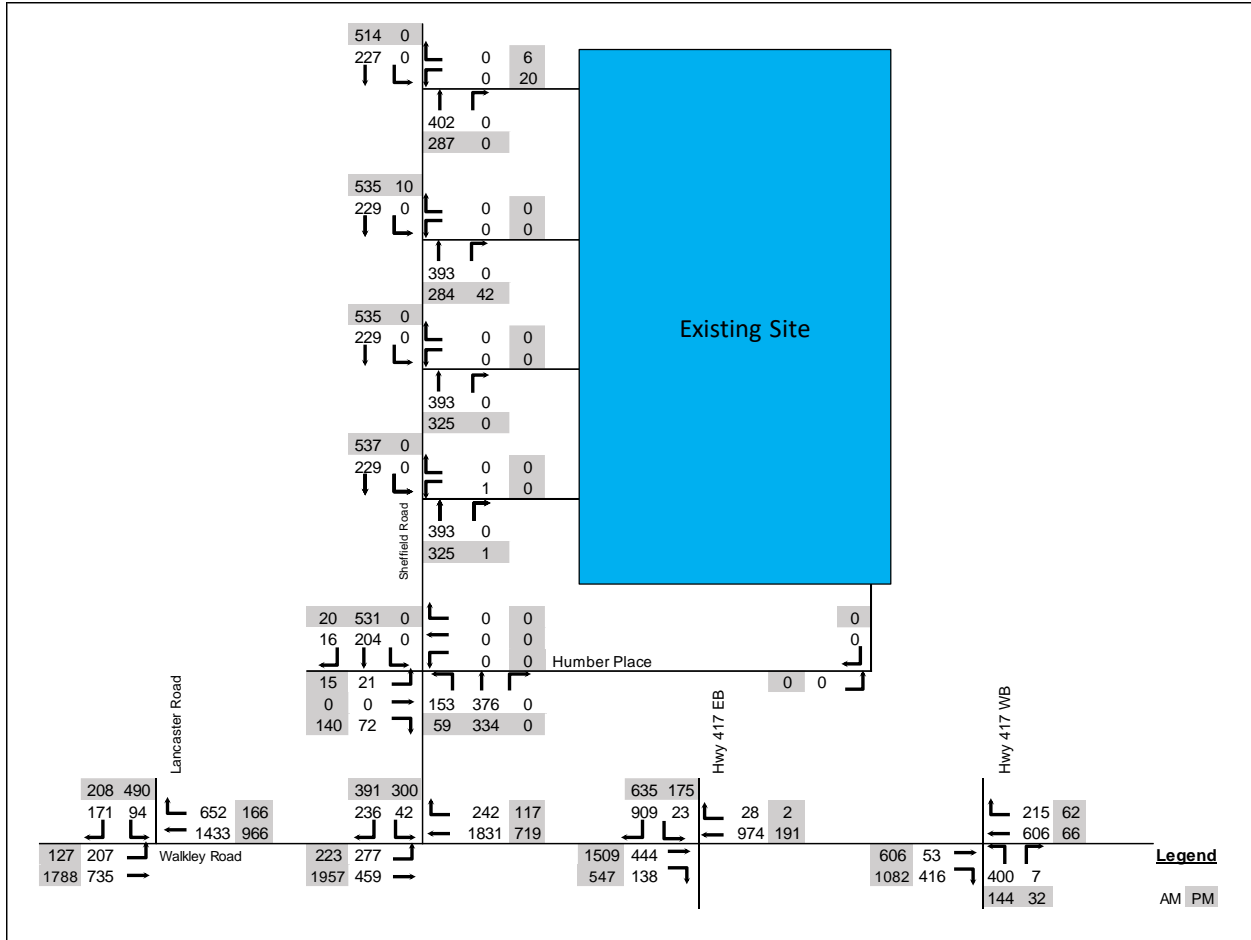 514 0
227 0 0 6
0 20
402 0
287 0
535 10
229 0 0 0
0 0
393 0
284 42
Existing Site
535 0
229 0 0 0
0 0
393 0
325 0
537 0
229 0 0 0
1 0
393 0
325 1
Sheffield Road
20 531 0 0 0 0
16 204 0 0 0 0
0 0 Humber Place
15 21 0 0
0 0 153 376 0
140 72 59 334 0
Lancaster Road
Hwy 417 EB
Hwy 417 WB
208 490 391 300 635 175
171 94 652 166 236 42 242 117 909 23 28 2 215 62
1433 966 1831 719 974 191 606 66
127 207 Walkley Road 223 277 1509 444 606 53 Legend
1788 735 1957 459 547 138 1082 416 400 7
144 32 AM PM